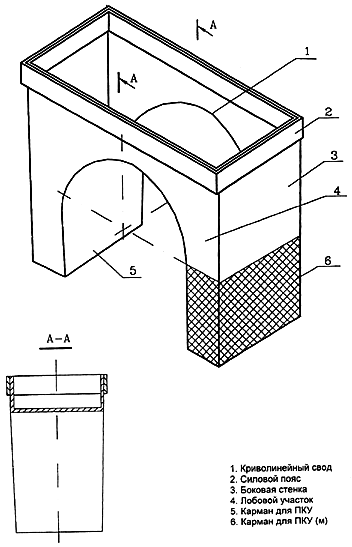 А
А
1
2
3
4
5
6
А-А
1. Криволинейный свод
2. Силовой пояс
3. Боковая стенка
4. Лобовой участок
5. Карман для ПКУ
6. Карман для ПКУ (м)